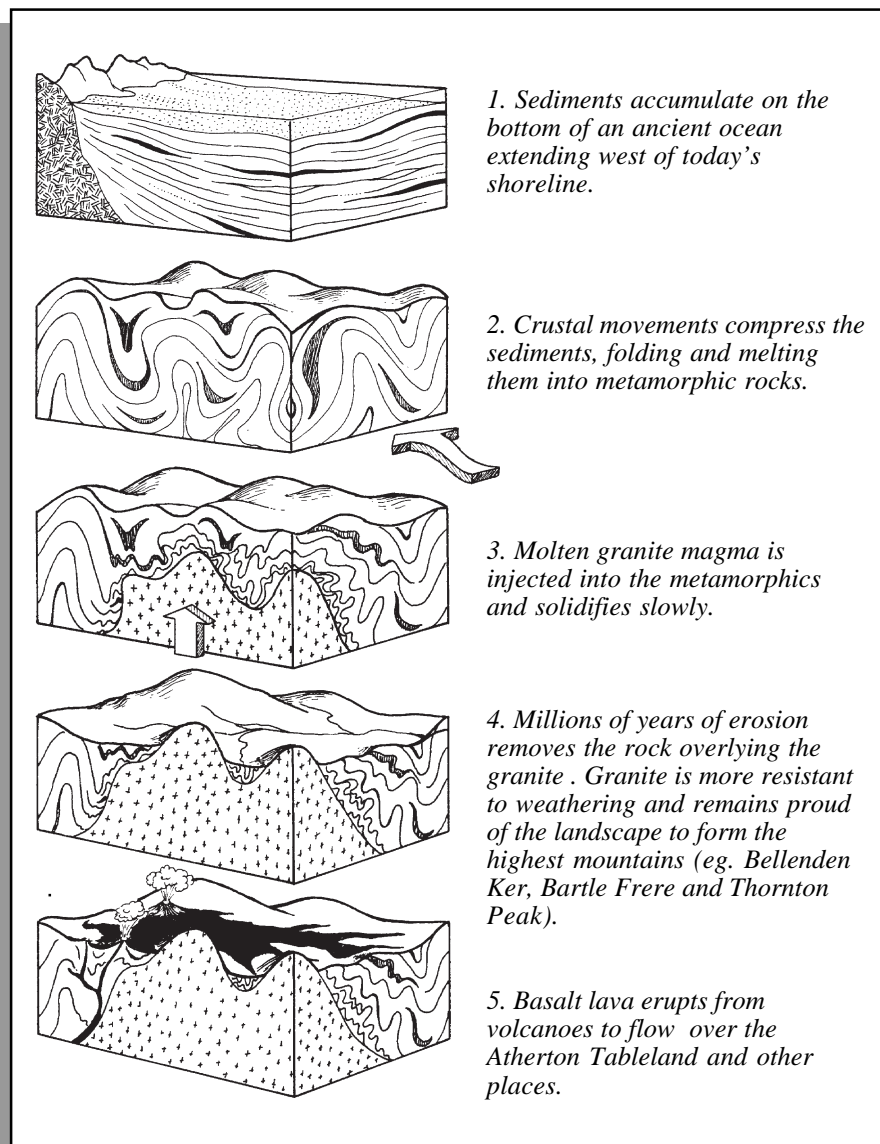 1. Sediments accumulate on the
bottom of an ancient ocean
extending west of today's
shoreline.
2. Crustal movements compress the
sediments, folding and melting
them into metamorphic rocks.
3. Molten granite magma is
injected into the metamorphics
and solidifies slowly.
4. Millions of years of erosion
removes the rock overlying the
granite . Granite is more resistant
to weathering and remains proud
of the landscape to form the
highest mountains (eg. Bellenden
Ker, Bartle Frere and Thornton
Peak).
5. Basalt lava erupts from
volcanoes to flow over the
Atherton Tableland and other
places.